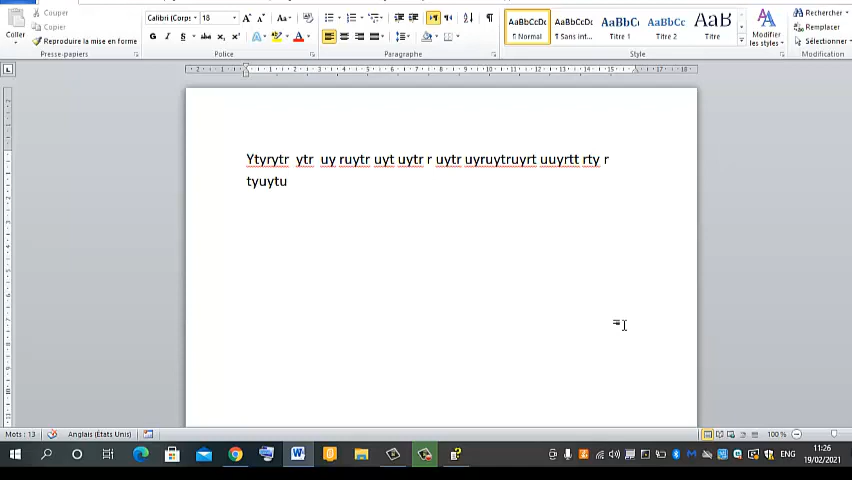 Couper
Copier
Coller
Reproduire la mise en forme
Presse-papiers
Calibri (Corps
18
Police
Paragraphe
AaBbCcDc
¶ Normal
AaBbCcDc
¶ Sans int...
AaBbC
Titre 1
AaBbCc
Titre 2
AaB
Titre
Style
Modifier
les styles
Rechercher
Remplacer
Sélectionner
Modification
Ytyrytr ytr uy ruytr uyt uytr r uytr uyruytruyrt uuyrtt rty r
tyuytu
Mots : 13
Anglais (États Unis)
100 %
ENG
11:26
19/02/2021